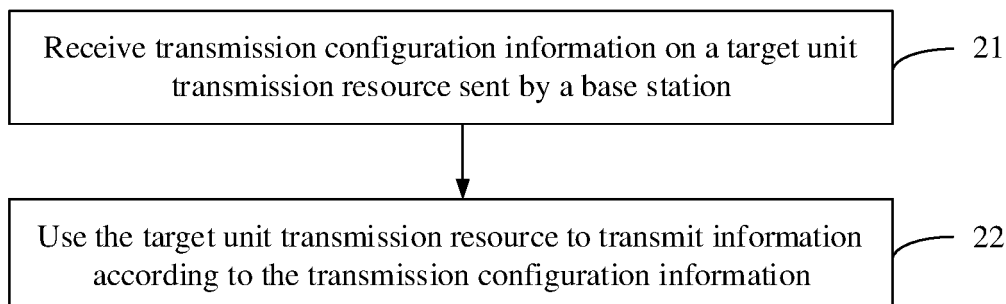 Receive transmission configuration information on a target unit
transmission resource sent by a base station
21
Use the target unit transmission resource to transmit information
according to the transmission configuration information
22